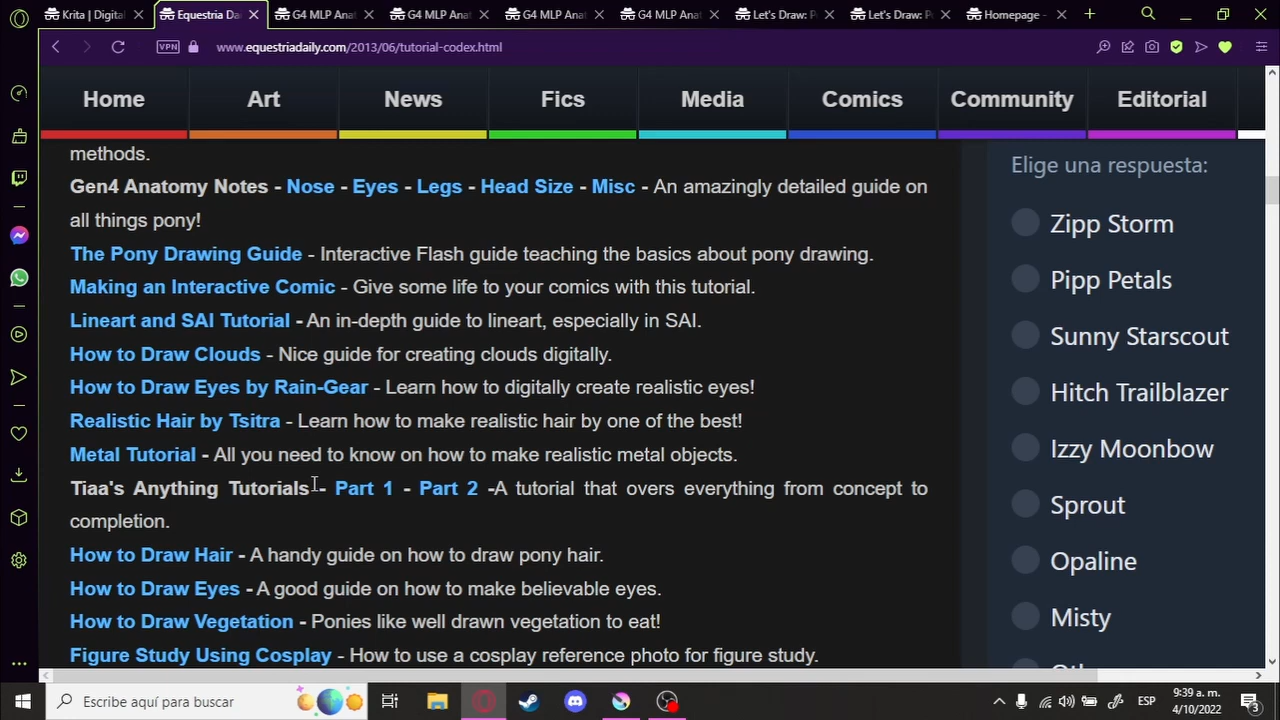 Krita | Digital
Equestria Da
G4 MLP Ana
G4 MLP Ana
G4 MLP Ana
G4 MLP Ana
Let's Draw: P
Let's Draw: P
Homepage -
VPN
www.equestriadaily.com/2013/06/tutorial-codex.html
Home
Art
News
Fics
Media
Comics
Community
Editorial
methods.
Gen4 Anatomy Notes - Nose - Eyes - Legs - Head Size - Misc - An amazingly detailed guide on
all things pony!
The Pony Drawing Guide - Interactive Flash guide teaching the basics about pony drawing.
Making an Interactive Comic - Give some life to your comics with this tutorial.
Lineart and SAI Tutorial - An in-depth guide to lineart, especially in SAI.
How to Draw Clouds - Nice guide for creating clouds digitally.
How to Draw Eyes by Rain-Gear - Learn how to digitally create realistic eyes!
Realistic Hair by Tsitra - Learn how to make realistic hair by one of the best!
Metal Tutorial - All you need to know on how to make realistic metal objects.
Tiaa's Anything Tutorials - Part 1 - Part 2 -A tutorial that overs everything from concept to
completion.
How to Draw Hair - A handy guide on how to draw pony hair.
How to Draw Eyes - A good guide on how to make believable eyes.
How to Draw Vegetation - Ponies like well drawn vegetation to eat!
Figure Study Using Cosplay - How to use a cosplay reference photo for figure study.
Elige una respuesta:
Zipp Storm
Pipp Petals
Sunny Starscout
Hitch Trailblazer
Izzy Moonbow
Sprout
Opaline
Misty
Escribe aquí para buscar
ESP
9:39 a. m.
4/10/2022
3